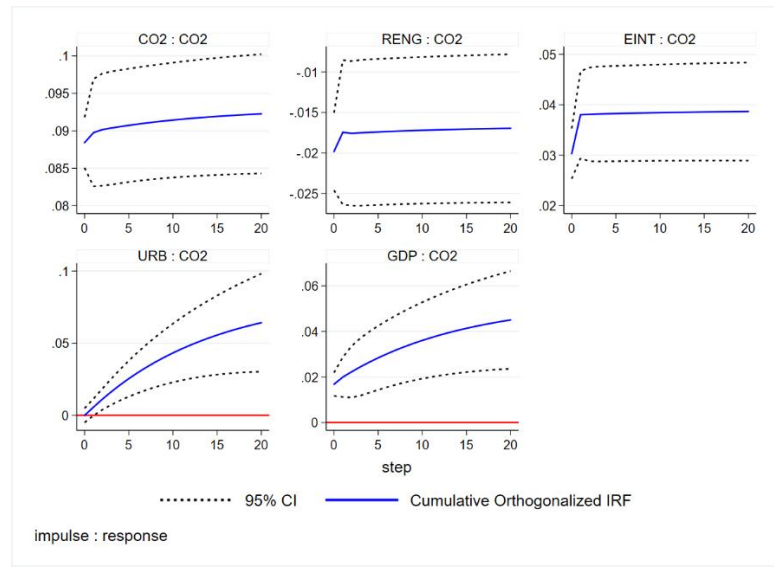 CO2 : CO2
.1
.095
.09
.085
.08
0 5 10 15 20
RENG : CO2
-.01
-.015
-.02
-.025
0 5 10 15 20
EINT : CO2
.05
.04
.03
.02
0 5 10 15 20
URB : CO2
.1
.05
0
0 5 10 15 20
GDP : CO2
.06
.04
.02
0
0 5 10 15 20
step
95% CI Cumulative Orthogonalized IRF
impulse : response